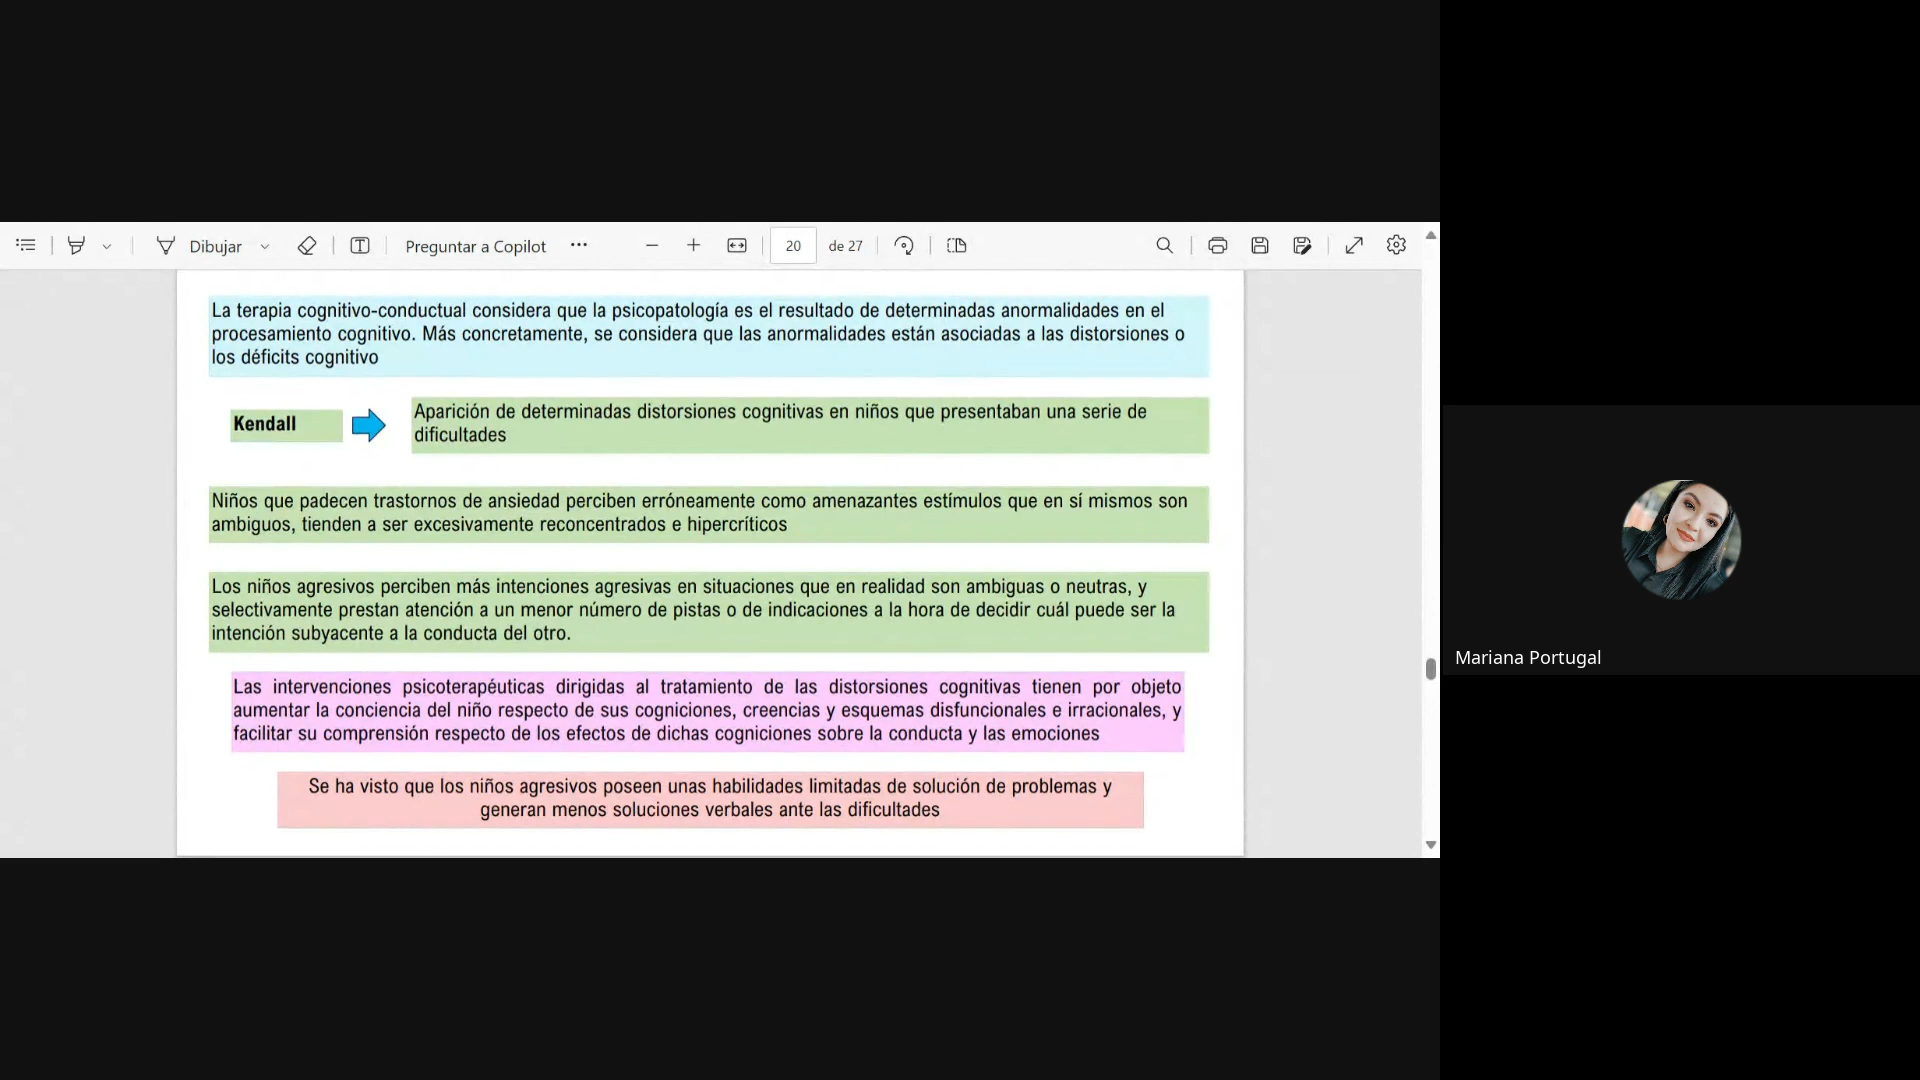 Dibujar
Preguntar a Copilot
20 de 27
La terapia cognitivo-conductual considera que la psicopatología es el resultado de determinadas anormalidades en el
procesamiento cognitivo. Más concretamente, se considera que las anormalidades están asociadas a las distorsiones o
los déficits cognitivo
Kendall
Aparición de determinadas distorsiones cognitivas en niños que presentaban una serie de
dificultades
Niños que padecen trastornos de ansiedad perciben erróneamente como amenazantes estímulos que en sí mismos son
ambiguos, tienden a ser excesivamente reconcentrados e hipercríticos
Los niños agresivos perciben más intenciones agresivas en situaciones que en realidad son ambiguas o neutras, y
selectivamente prestan atención a un menor número de pistas o de indicaciones a la hora de decidir cuál puede ser la
intención subyacente a la conducta del otro.
Las intervenciones psicoterapéuticas dirigidas al tratamiento de las distorsiones cognitivas tienen por objeto
aumentar la conciencia del niño respecto de sus cogniciones, creencias y esquemas disfuncionales e irracionales, y
facilitar su comprensión respecto de los efectos de dichas cogniciones sobre la conducta y las emociones
Se ha visto que los niños agresivos poseen unas habilidades limitadas de solución de problemas y
generan menos soluciones verbales ante las dificultades
Mariana Portugal